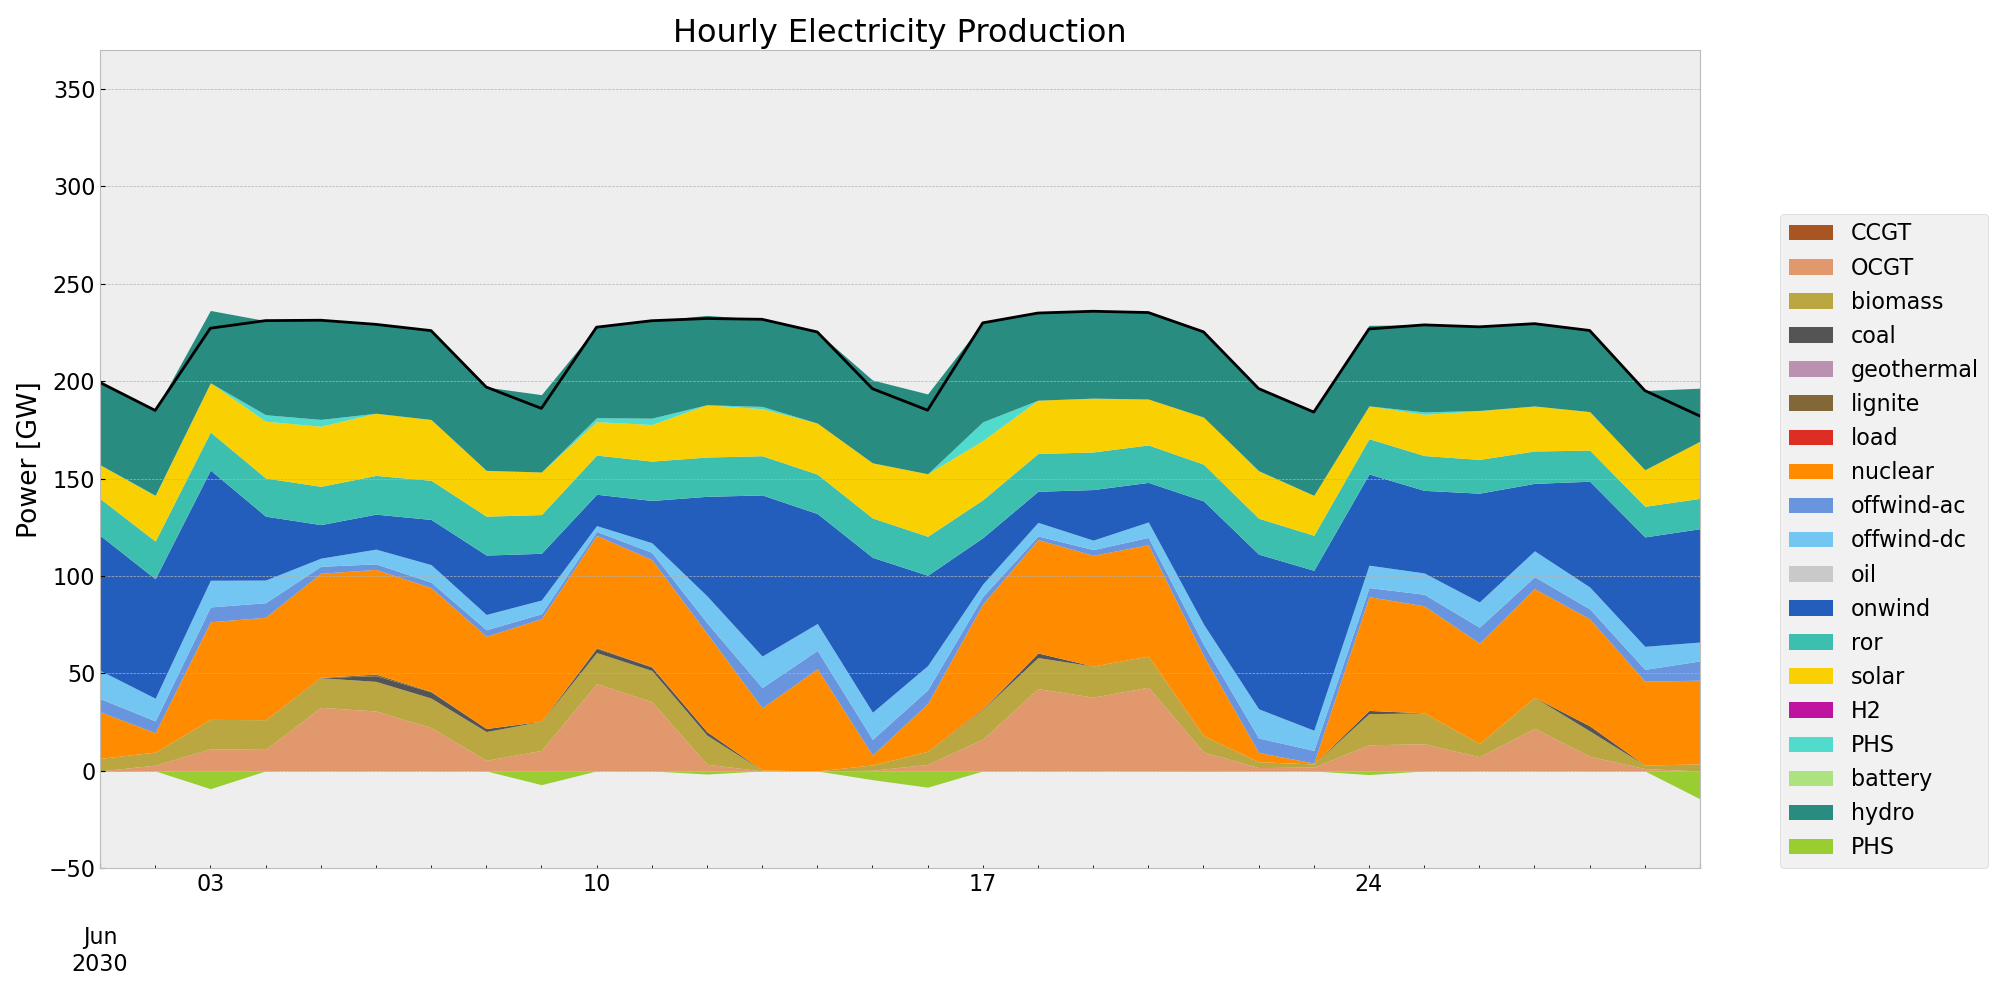 Hourly Electricity Production
Power [GW]
350
300
250
200
150
100
50
0
−50
03
10
17
24
Jun
2030
CCGT
OCGT
biomass
coal
geothermal
lignite
load
nuclear
offwind-ac
offwind-dc
oil
onwind
ror
solar
H2
PHS
battery
hydro
PHS